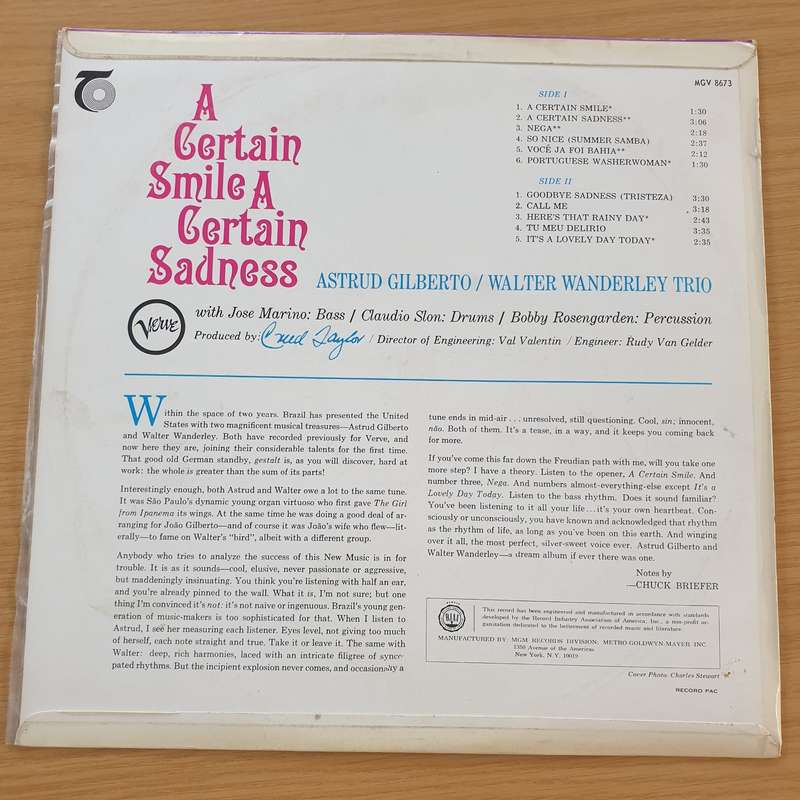 MGV 8673
A
Certain
Smile A
Certain
Sadness
SIDE I
1. A CERTAIN SMILE* 1:30
2. A CERTAIN SADNESS** 3:06
3. NEGA** 2:18
4. SO NICE (SUMMER SAMBA) 2:37
5. VOCÊ JA FOI BAHIA** 2:12
6. PORTUGUESE WASHERWOMAN* 1:30
SIDE II
1. GOODBYE SADNESS (TRISTEZA) 3:30
2. CALL ME 3:18
3. HERE'S THAT RAINY DAY* 2:43
4. TU MEU DELIRIO 3:35
5. IT'S A LOVELY DAY TODAY* 2:35
ASTRUD GILBERTO / WALTER WANDERLEY TRIO
Verve
with Jose Marino: Bass / Claudio Slon: Drums / Bobby Rosengarden: Percussion
Produced by: Creed Taylor / Director of Engineering: Val Valentin / Engineer: Rudy Van Gelder
Within the space of two years. Brazil has presented the United
States with two magnificent musical treasures—Astrud Gilberto
and Walter Wanderley. Both have recorded previously for Verve, and
now here they are, joining their considerable talents for the first time.
That good old German standby, gestalt is, as you will discover, hard at
work: the whole is greater than the sum of its parts!
Interestingly enough, both Astrud and Walter owe a lot to the same tune.
It was São Paulo's dynamic young organ virtuoso who first gave The Girl
from Ipanema its wings. At the same time he was doing a good deal of ar-
ranging for João Gilberto—and of course it was João's wife who flew—lit-
erally—to fame on Walter's "bird", albeit with a different group.
Anybody who tries to analyze the success of this New Music is in for
trouble. It is as it sounds—cool, elusive, never passionate or aggressive,
but maddeningly insinuating. You think you're listening with half an ear,
and you're already pinned to the wall. What it is, I'm not sure; but one
thing I'm convinced it's not: it's not naive or ingenuous. Brazil's young gen-
eration of music-makers is too sophisticated for that. When I listen to
Astrud, I see her measuring each listener. Eyes level, not giving too much
of herself, each note straight and true. Take it or leave it. The same with
Walter: deep, rich harmonies, laced with an intricate filigree of synco-
pated rhythms. But the incipient explosion never comes, and occasionally a
tune ends in mid-air . . . unresolved, still questioning. Cool, sin; innocent,
não. Both of them. It's a tease, in a way, and it keeps you coming back
for more.
If you've come this far down the Freudian path with me, will you take one
more step? I have a theory. Listen to the opener, A Certain Smile. And
number three, Nega. And numbers almost-everything-else except It's a
Lovely Day Today. Listen to the bass rhythm. Does it sound familiar?
You've been listening to it all your life . . . it's your own heartbeat. Con-
sciously or unconsciously, you have known and acknowledged that rhythm
as the rhythm of life, as long as you've been on this earth. And winging
over it all, the most perfect, silver-sweet voice ever. Astrud Gilberto and
Walter Wanderley—a dream album if ever there was one.
Notes by
—CHUCK BRIEFER
This record has been engineered and manufactured in accordance with standards
developed by the Record Industry Association of America, Inc., a non-profit or-
ganization dedicated to the betterment of recorded music and literature.
MANUFACTURED BY: MGM RECORDS DIVISION: METRO-GOLDWYN-MAYER INC.
1350 Avenue of the Americas
New York, N.Y. 10019
Cover Photo: Charles Stewart
RECORD PAC